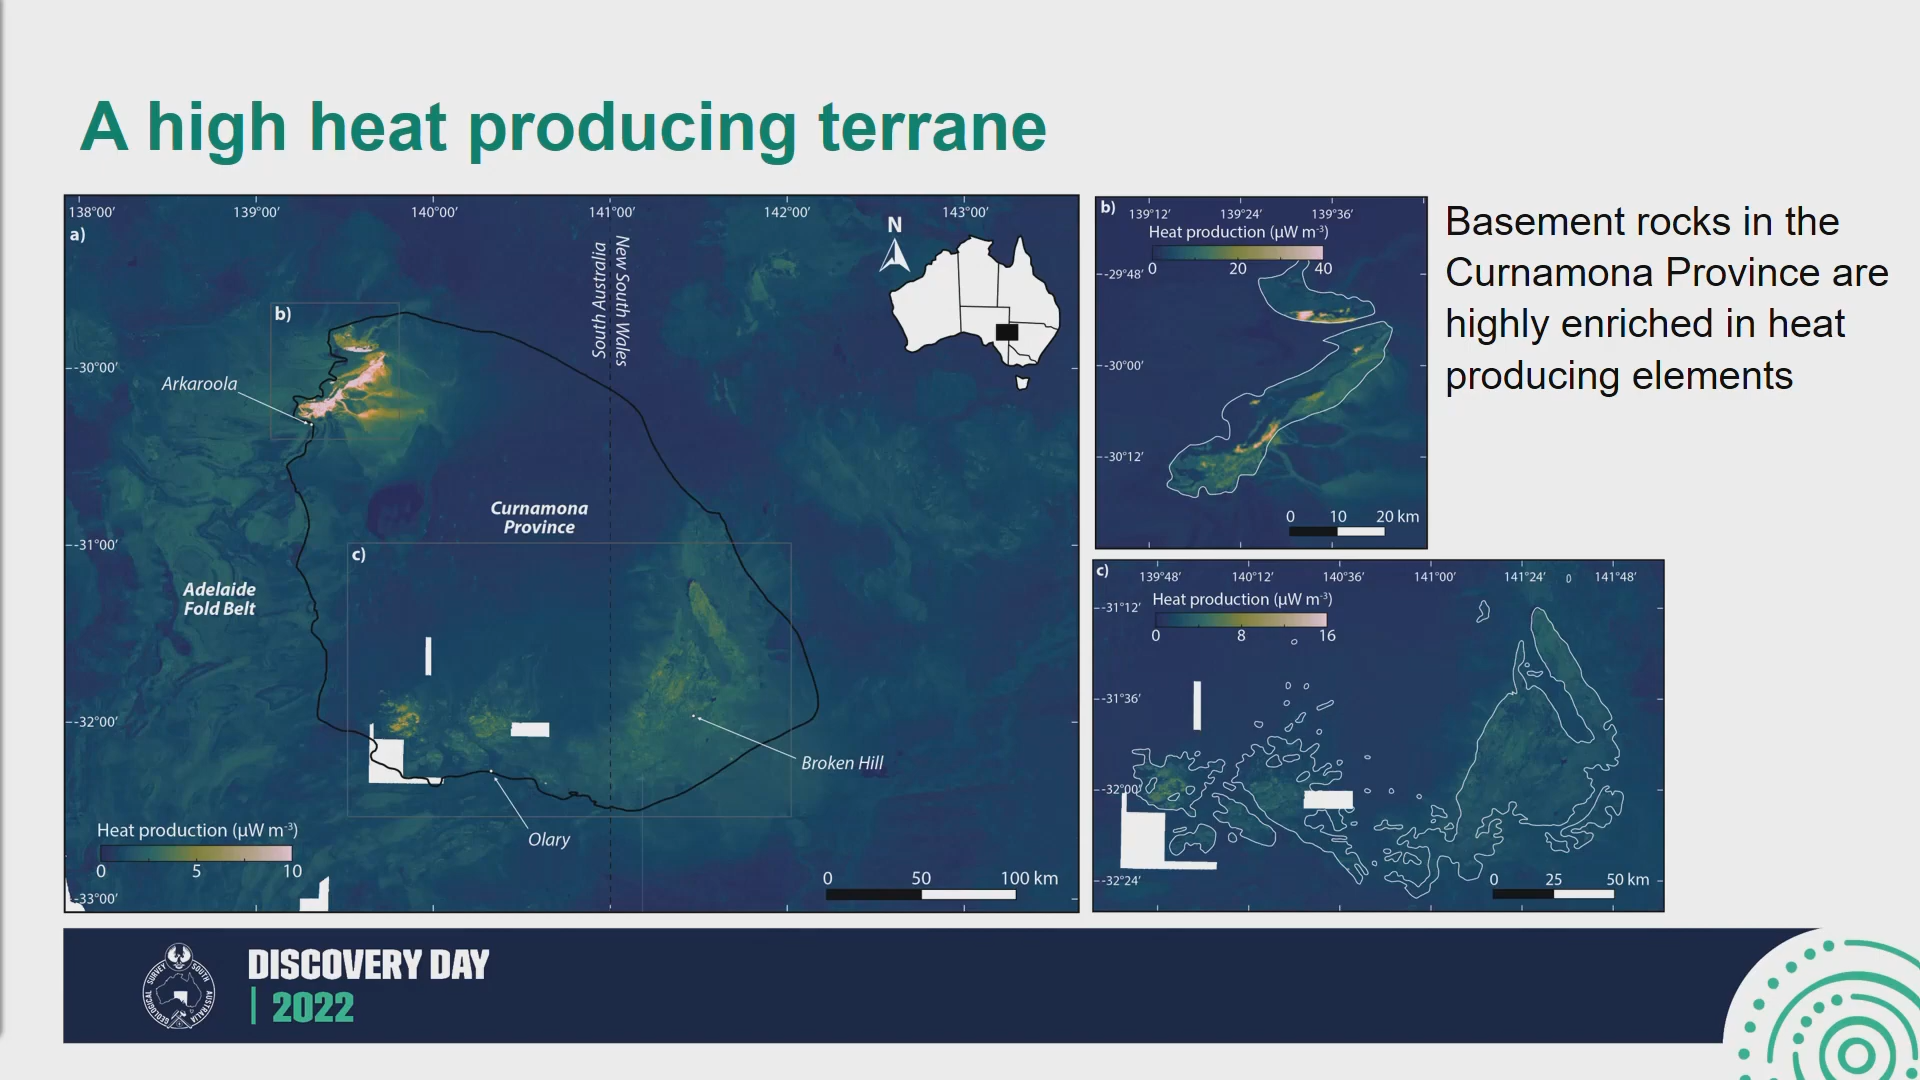 A high heat producing terrane
138°00′ 139°00′ 140°00′ 141°00′ 142°00′ 143°00′
a)
N
South Australia
New South Wales
b)
-30°00′
Arkaroola
Curnamona
Province
-31°00′
c)
Adelaide
Fold Belt
-32°00′
Broken Hill
Olary
Heat production (µW m-3)
0 5 10
0 50 100 km
-33°00′
b)
139°12′ 139°24′ 139°36′
Heat production (µW m-3)
0 20 40
-29°48′
-30°00′
-30°12′
0 10 20 km
Basement rocks in the
Curnamona Province are
highly enriched in heat
producing elements
c)
139°48′ 140°12′ 140°36′ 141°00′ 141°24′ 141°48′
Heat production (µW m-3)
0 8 16
-31°12′
-31°36′
-32°00′
-32°24′
0 25 50 km
GEOLOGICAL SURVEY SOUTH AUSTRALIA
DISCOVERY DAY
| 2022